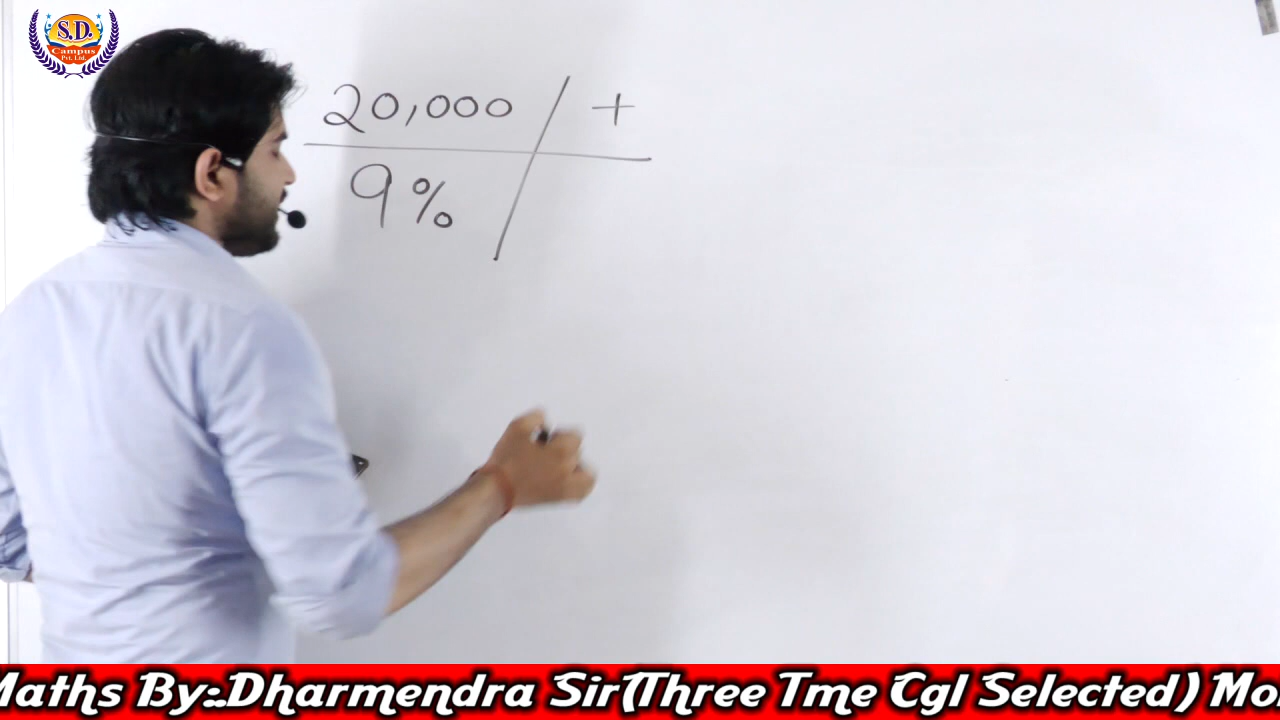 S.D.
Campus
Pvt. Ltd.
20,000 / +
9%
Maths By:.Dharmendra Sir(Three Tme Cgl Selected) Mo